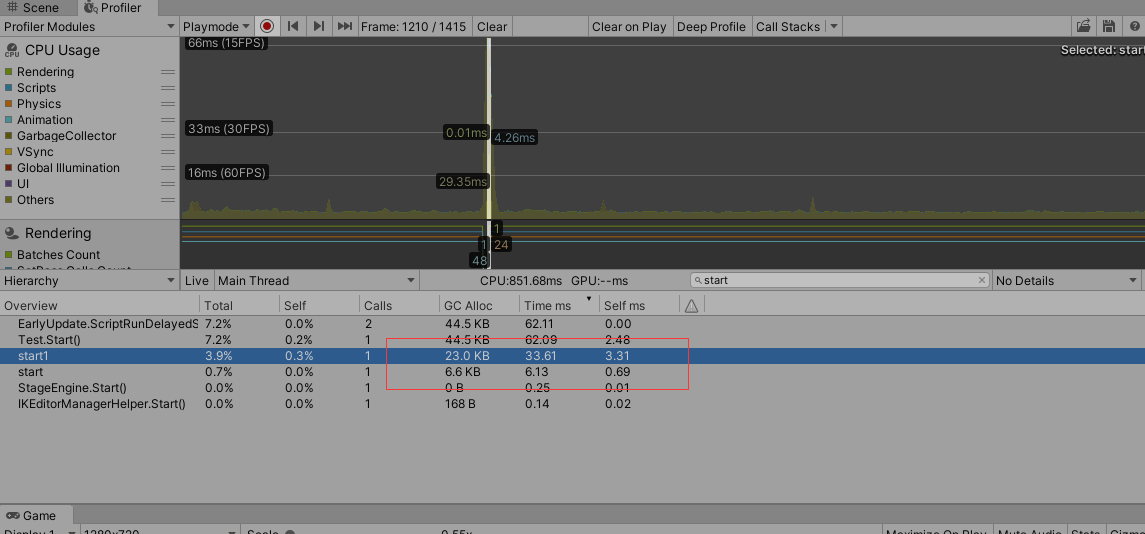 Scene Profiler
Profiler Modules Playmode Frame: 1210 / 1415 Clear Clear on Play Deep Profile Call Stacks
CPU Usage
CPU
Rendering
Scripts
Physics
Animation
GarbageCollector
VSync
Global Illumination
UI
Others
Rendering
Batches Count
66ms (15FPS)
Selected: start
33ms (30FPS)
0.01ms 4.26ms
16ms (60FPS)
29.35ms
1
1 24
48
Hierarchy Live Main Thread CPU:851.68ms GPU:--ms start No Details
Overview Total Self Calls GC Alloc Time ms Self ms
EarlyUpdate.ScriptRunDelayedS 7.2% 0.0% 2 44.5 KB 62.11 0.00
Test.Start() 7.2% 0.2% 1 44.5 KB 62.09 2.48
start1 3.9% 0.3% 1 23.0 KB 33.61 3.31
start 0.7% 0.0% 1 6.6 KB 6.13 0.69
StageEngine.Start() 0.0% 0.0% 1 0 B 0.25 0.01
IKEditorManagerHelper.Start() 0.0% 0.0% 1 168 B 0.14 0.02
Game
Display 1 1280x720 Scale 0.55x Maximize On Play Mute Audio Stats Gizmo